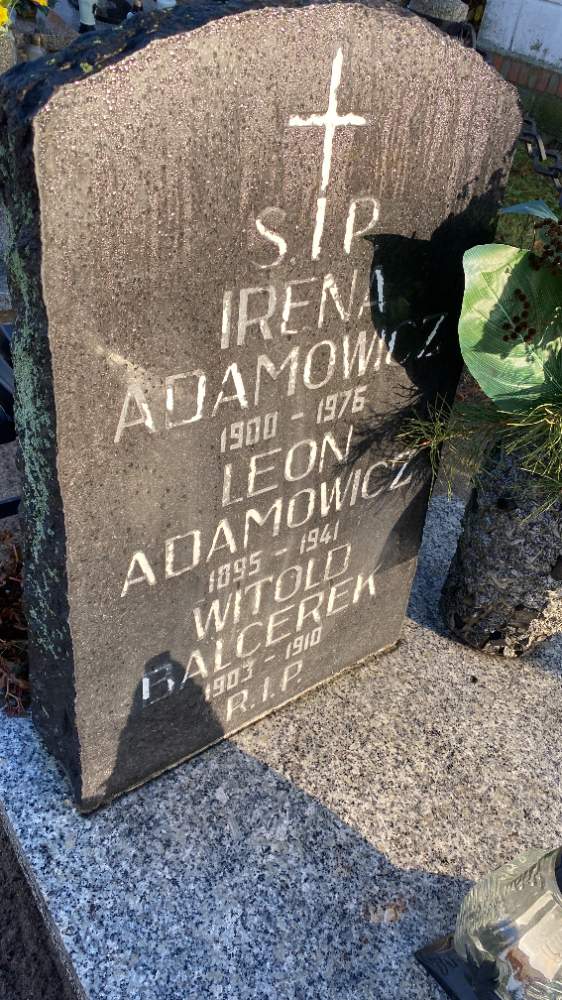 S. P.
IRENA
ADAMOWICZ
1900 - 1976
LEON
ADAMOWICZ
1895 - 1941
WITOLD
BALCEREK
1903 - 1910
R.I.P.